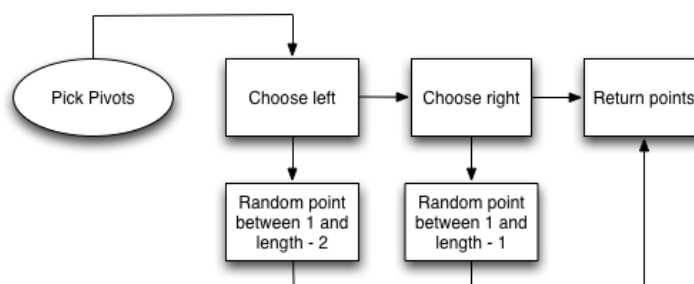 Pick Pivots
Choose left
Choose right
Return points
Random point
between 1 and
length - 2
Random point
between 1 and
length - 1